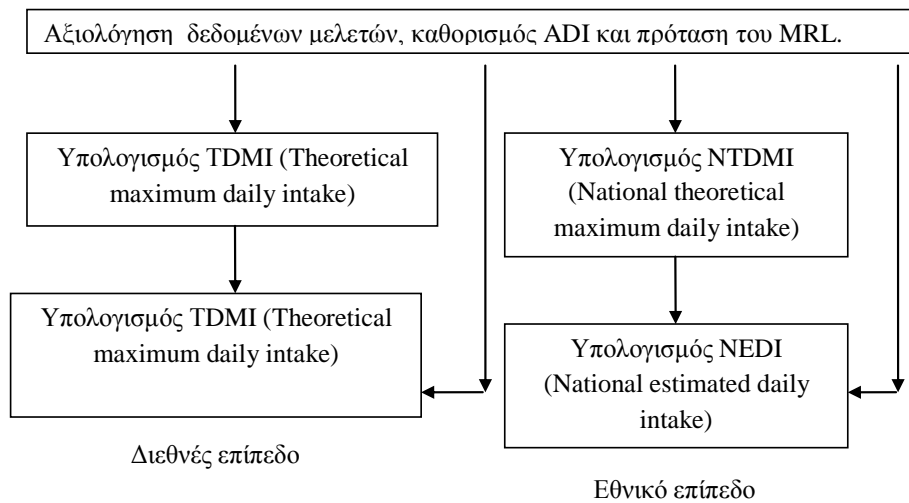 Αξιολόγηση δεδομένων μελετών, καθορισμός ADI και πρόταση του MRL.
Υπολογισμός TDMI (Theoretical
maximum daily intake)
Υπολογισμός NTDMI
(National theoretical
maximum daily intake)
Υπολογισμός TDMI (Theoretical
maximum daily intake)
Υπολογισμός NEDI
(National estimated daily
intake)
Διεθνές επίπεδο
Εθνικό επίπεδο